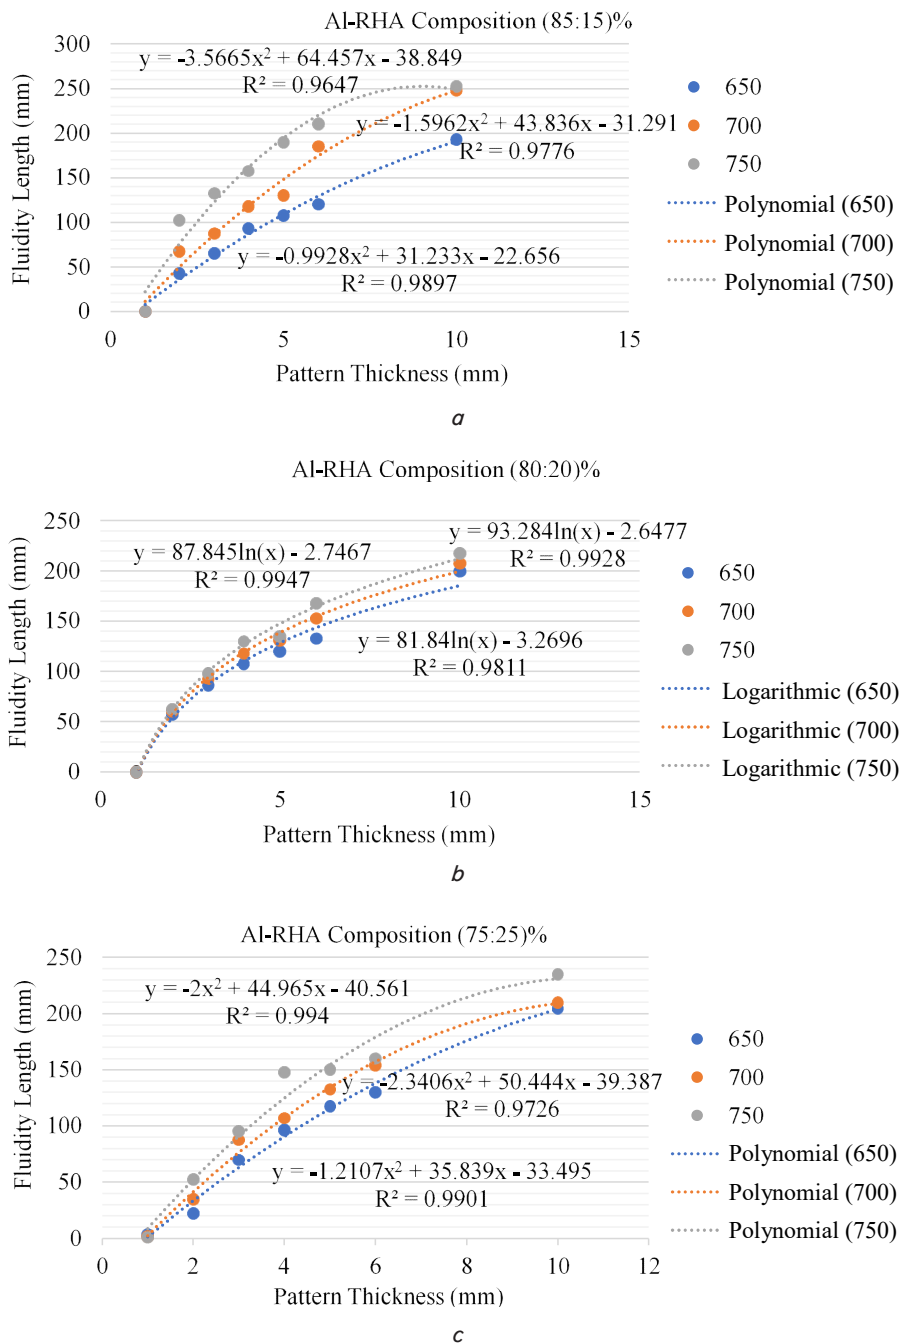 Al-RHA Composition (85:15)%
300
250
200
150
100
50
0
0
5
10
15
Fluidity Length (mm)
Pattern Thickness (mm)
y = -3.5665x² + 64.457x - 38.849
R² = 0.9647
y = -1.5962x² + 43.836x - 31.291
R² = 0.9776
y = -0.9928x² + 31.233x - 22.656
R² = 0.9897
650
700
750
Polynomial (650)
Polynomial (700)
Polynomial (750)
a
Al-RHA Composition (80:20)%
250
200
150
100
50
0
0
5
10
15
Fluidity Length (mm)
Pattern Thickness (mm)
y = 87.845ln(x) - 2.7467
R² = 0.9947
y = 93.284ln(x) - 2.6477
R² = 0.9928
y = 81.84ln(x) - 3.2696
R² = 0.9811
650
700
750
Logarithmic (650)
Logarithmic (700)
Logarithmic (750)
b
Al-RHA Composition (75:25)%
250
200
150
100
50
0
0
2
4
6
8
10
12
Fluidity Length (mm)
Pattern Thickness (mm)
y = -2x² + 44.965x - 40.561
R² = 0.994
y = -2.3406x² + 50.444x - 39.387
R² = 0.9726
y = -1.2107x² + 35.839x - 33.495
R² = 0.9901
650
700
750
Polynomial (650)
Polynomial (700)
Polynomial (750)
c